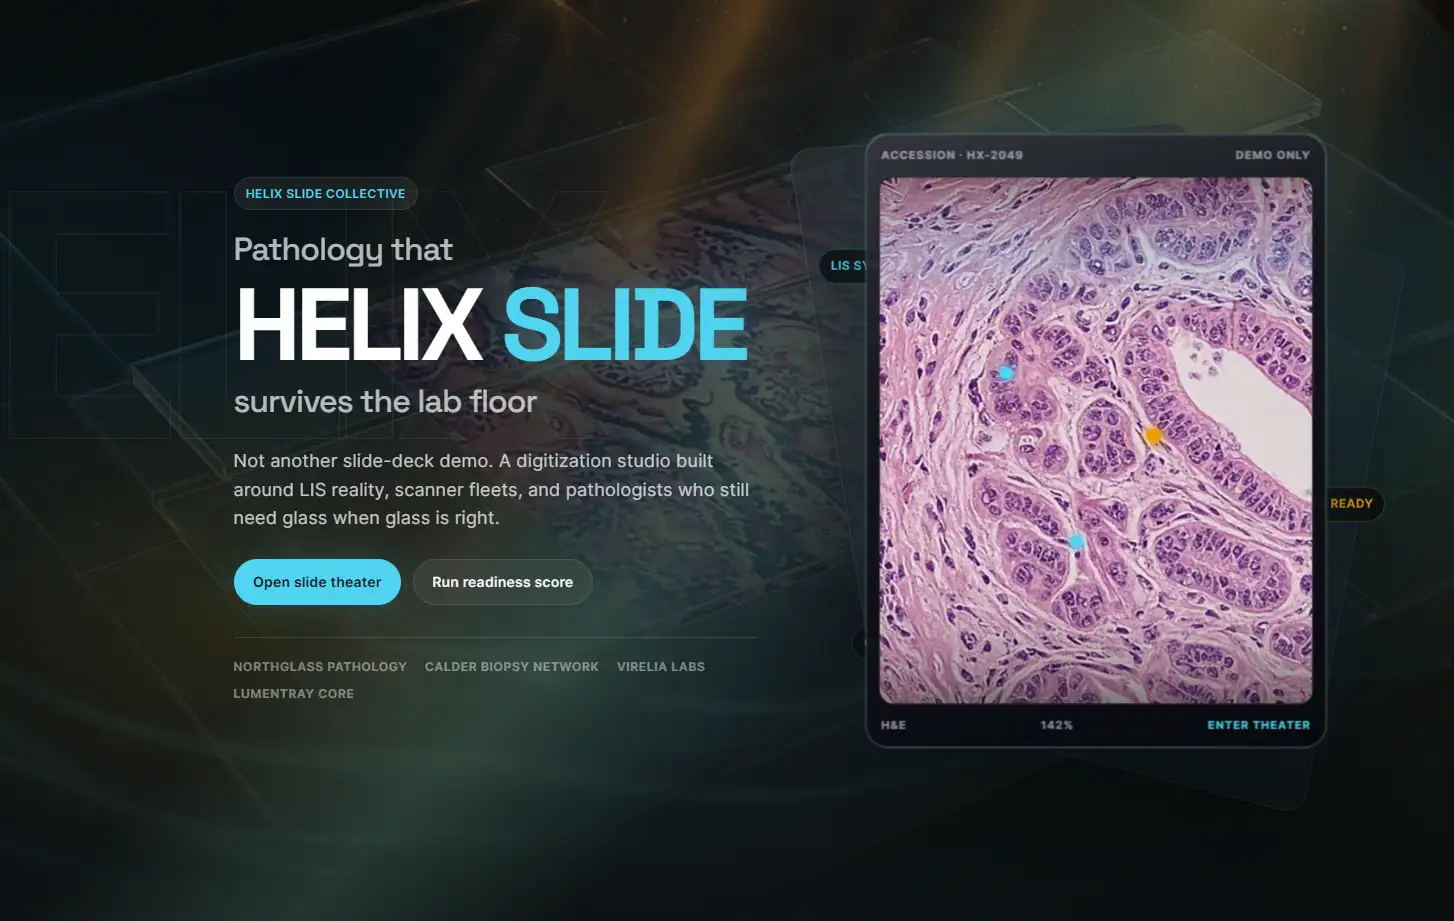 HELIX SLIDE COLLECTIVE
Pathology that
HELIX SLIDE
survives the lab floor
Not another slide-deck demo. A digitization studio built
around LIS reality, scanner fleets, and pathologists who still
need glass when glass is right.
Open slide theater
Run readiness score
NORTHGLASS PATHOLOGY CALDER BIOPSY NETWORK VIRELIA LABS
LUMENTRAY CORE
ACCESSION · HX-2049
DEMO ONLY
LIS
READY
H&E
142%
ENTER THEATER